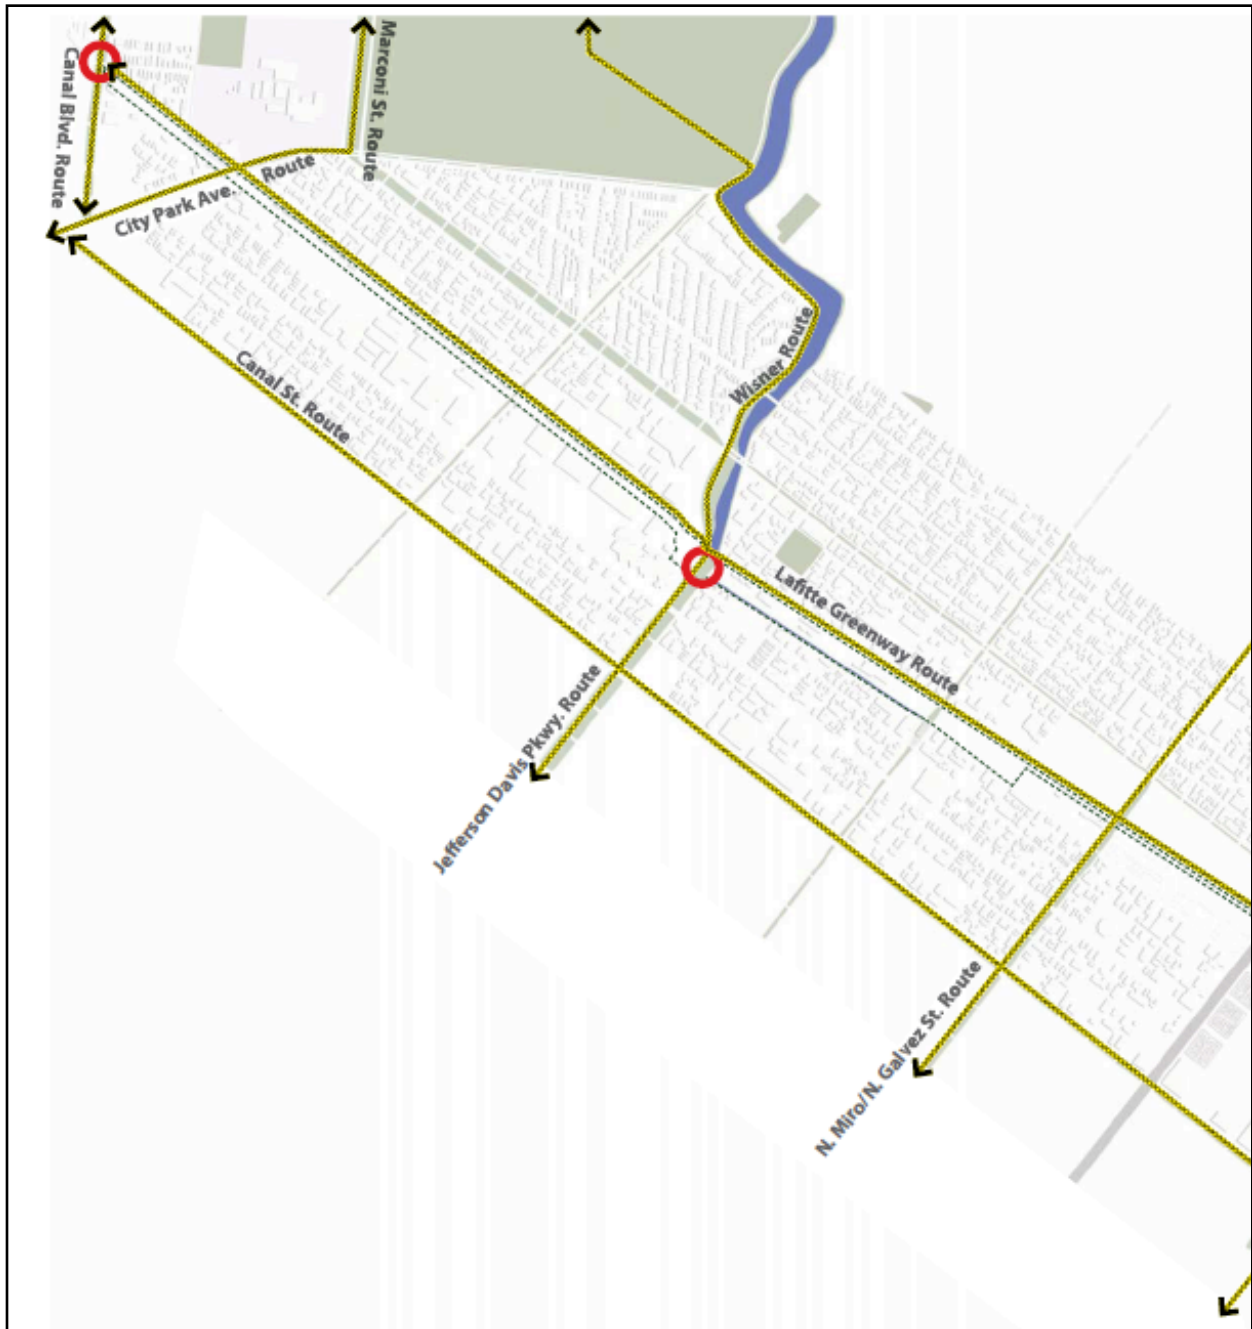 Canal Blvd. Route
Marconi St. Route
City Park Ave. Route
Canal St. Route
Wisner Route
Lafitte Greenway Route
Jefferson Davis Pkwy. Route
N. Miro/N. Galvez St. Route